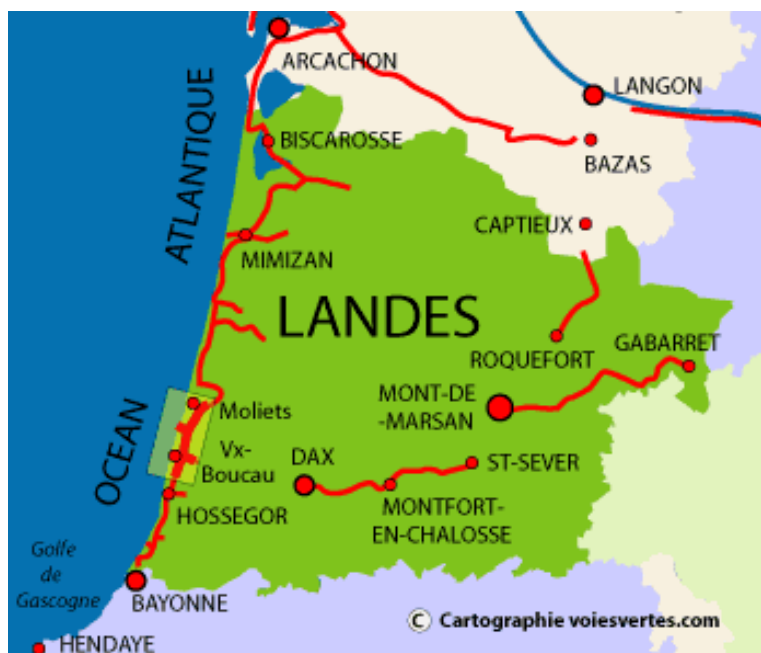 ARCACHON
LANGON
BISCAROSSE
BAZAS
ATLANTIQUE
CAPTIEUX
MIMIZAN
LANDES
ROQUEFORT
GABARRET
MONT-DE
-MARSAN
Moliets
OCEAN
Vx-
Boucau
DAX
ST-SEVER
HOSSEGOR
MONTFORT-
EN-CHALOSSE
Golfe
de
Gascogne
BAYONNE
© Cartographie voiesvertes.com
HENDAYE